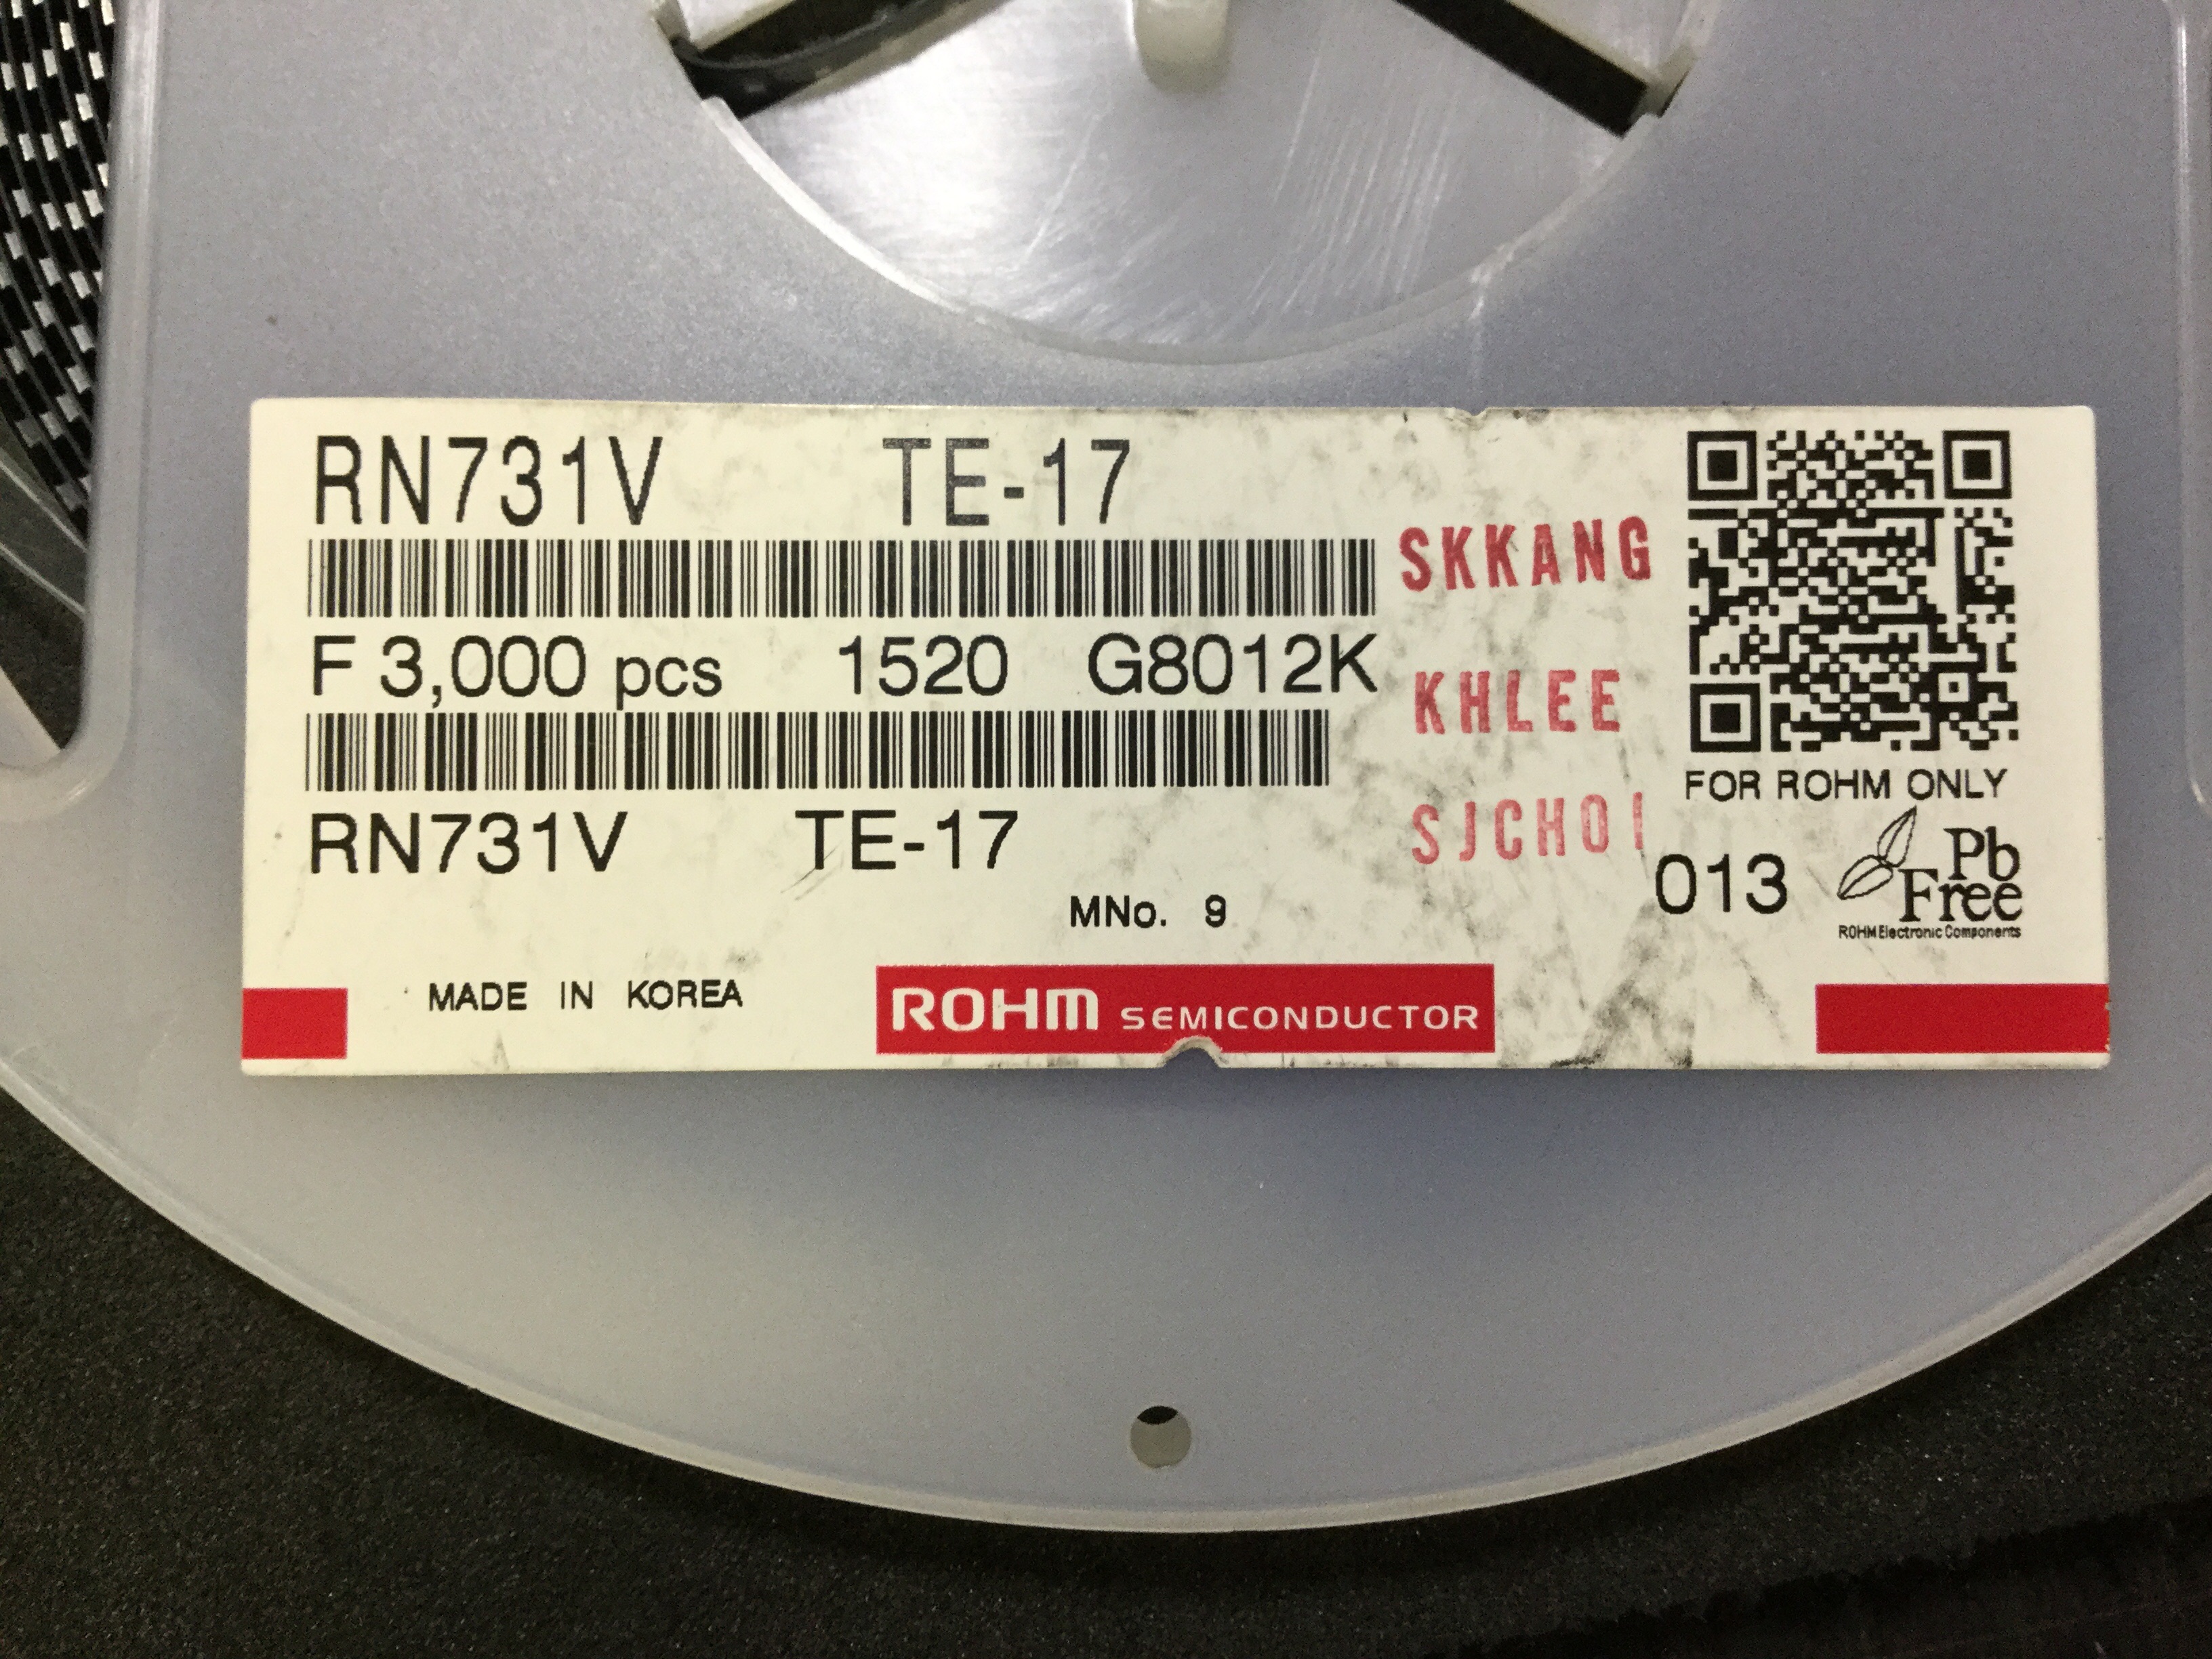 RN731V TE-17
SKKANG
F 3,000 pcs 1520 G8012K
KHLEE
FOR ROHM ONLY
RN731V TE-17
SJCHOI
013
Pb
Free
ROHM Electronic Components
MNo. 9
MADE IN KOREA
ROHM SEMICONDUCTOR